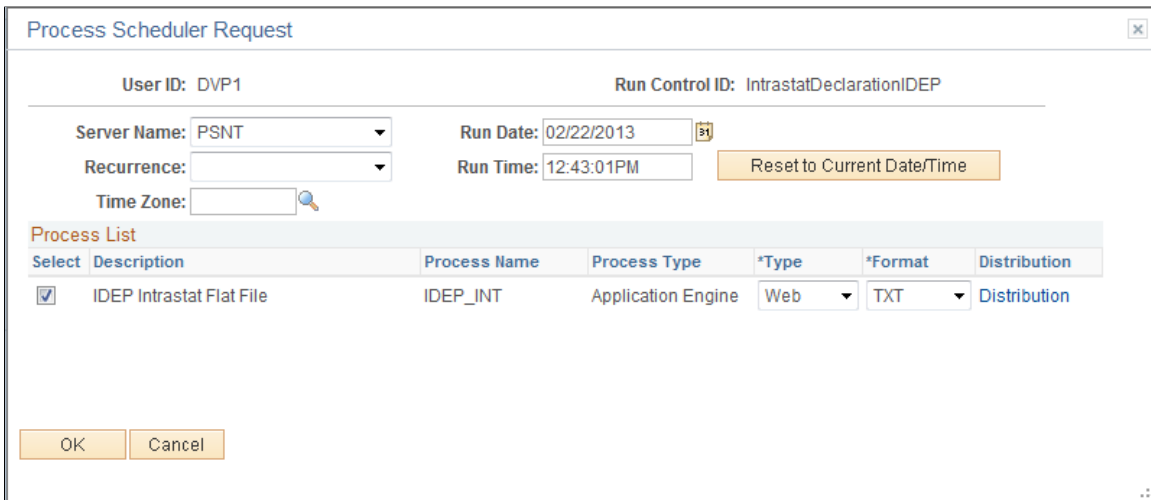 Process Scheduler Request
User ID: DVP1 Run Control ID: IntrastatDeclarationIDEP
Server Name: PSNT Run Date: 02/22/2013 31
Recurrence: Run Time: 12:43:01PM Reset to Current Date/Time
Time Zone:
Process List
Select Description Process Name Process Type *Type *Format Distribution
IDEP Intrastat Flat File IDEP_INT Application Engine Web TXT Distribution
OK Cancel